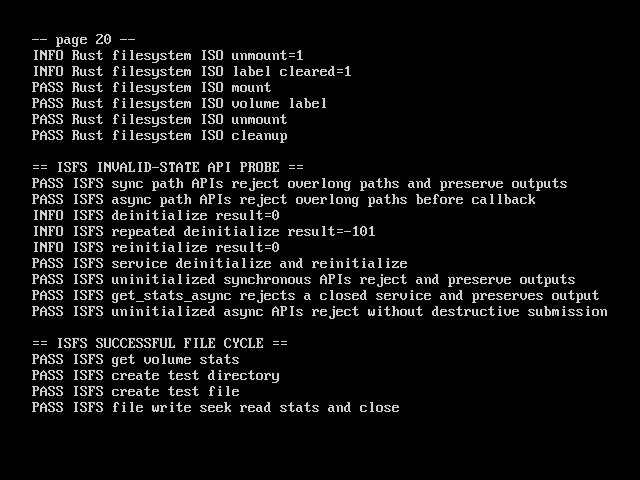 -- page 20 --
INFO Rust filesystem ISO unmount=1
INFO Rust filesystem ISO label cleared=1
PASS Rust filesystem ISO mount
PASS Rust filesystem ISO volume label
PASS Rust filesystem ISO unmount
PASS Rust filesystem ISO cleanup
== ISFS INVALID-STATE API PROBE ==
PASS ISFS sync path APIs reject overlong paths and preserve outputs
PASS ISFS async path APIs reject overlong paths before callback
INFO ISFS deinitialize result=0
INFO ISFS repeated deinitialize result=-101
INFO ISFS reinitialize result=0
PASS ISFS service deinitialize and reinitialize
PASS ISFS uninitialized synchronous APIs reject and preserve outputs
PASS ISFS get_stats_async rejects a closed service and preserves output
PASS ISFS uninitialized async APIs reject without destructive submission
== ISFS SUCCESSFUL FILE CYCLE ==
PASS ISFS get volume stats
PASS ISFS create test directory
PASS ISFS create test file
PASS ISFS file write seek read stats and close